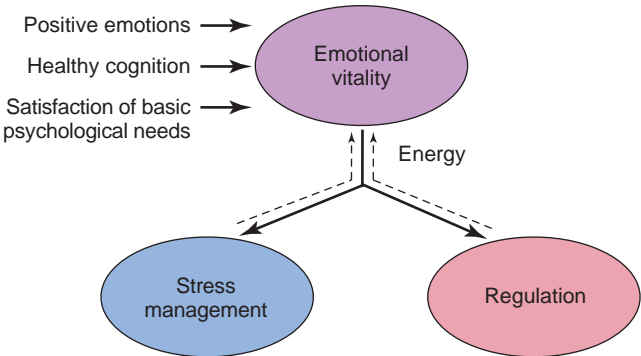 Positive emotions
Healthy cognition
Satisfaction of basic
psychological needs
Emotional
vitality
Energy
Stress
management
Regulation